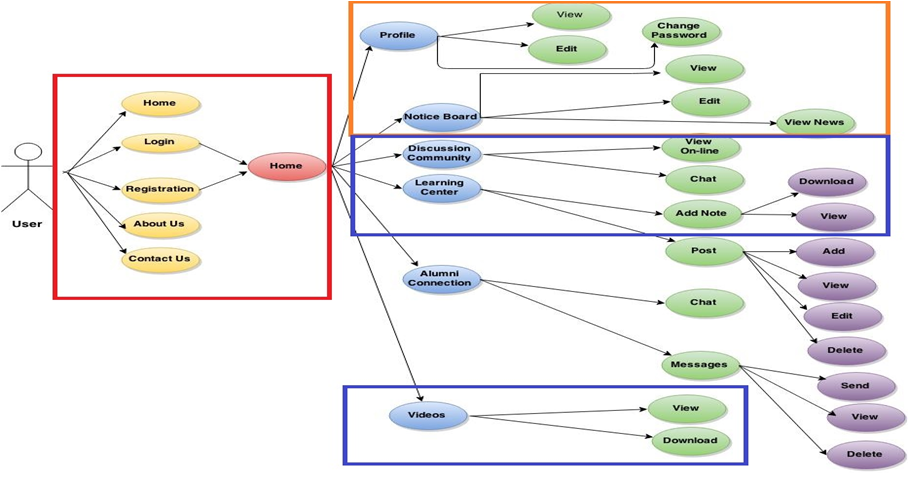 User
Home
Login
Registration
About Us
Contact Us
Home
Profile
View
Edit
Change
Password
Notice Board
View
Edit
View News
Discussion
Community
View
On-line
Chat
Learning
Center
Add Note
Download
View
Post
Add
View
Edit
Delete
Alumni
Connection
Chat
Messages
Send
View
Delete
Videos
View
Download